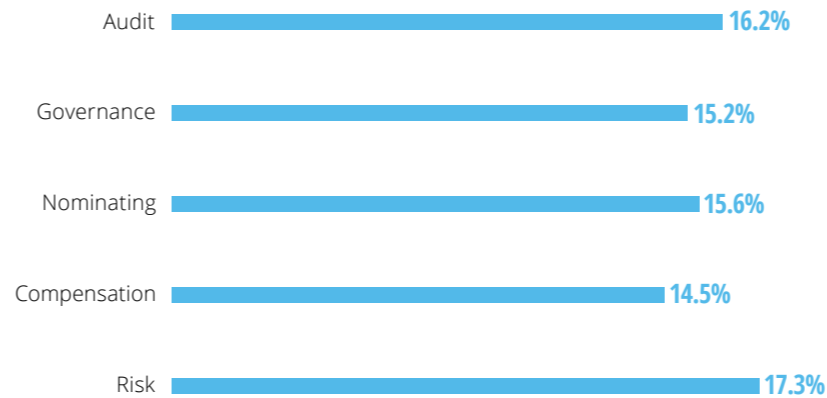 Audit 16.2%
Governance 15.2%
Nominating 15.6%
Compensation 14.5%
Risk 17.3%